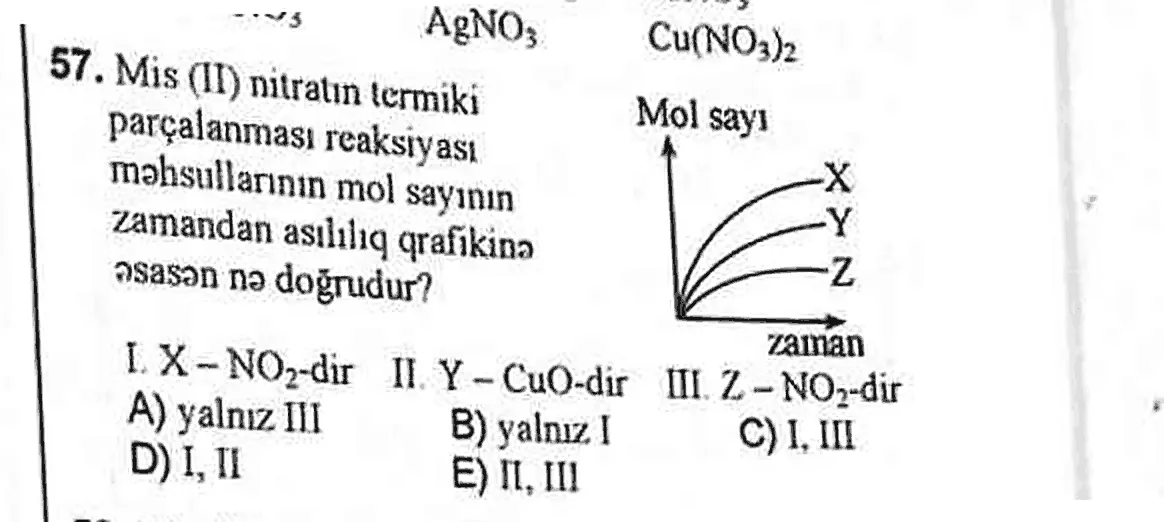 AgNO₃ Cu(NO₃)₂
57. Mis (II) nitratın termiki
parçalanması reaksiyası
məhsullarının mol sayının
zamandan asılılıq qrafikinə
əsasən nə doğrudur?
Mol sayı
X
Y
Z
zaman
I. X – NO₂-dir II. Y – CuO-dir III. Z – NO₂-dir
A) yalnız III B) yalnız I C) I, III
D) I, II E) II, III